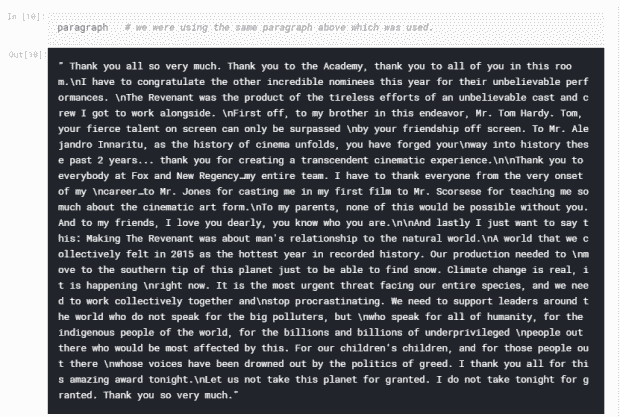 In [10]:
paragraph # we were using the same paragraph above which was used.
Out[10]:
" Thank you all so very much. Thank you to the Academy, thank you to all of you in this roo
m.\nI have to congratulate the other incredible nominees this year for their unbelievable perf
ormances. \nThe Revenant was the product of the tireless efforts of an unbelievable cast and c
rew I got to work alongside. \nFirst off, to my brother in this endeavor, Mr. Tom Hardy. Tom,
your fierce talent on screen can only be surpassed \nby your friendship off screen. To Mr. Ale
jandro Innaritu, as the history of cinema unfolds, you have forged your\nway into history thes
e past 2 years... thank you for creating a transcendent cinematic experience.\n\nThank you to
everybody at Fox and New Regency…my entire team. I have to thank everyone from the very onset
of my \ncareer…to Mr. Jones for casting me in my first film to Mr. Scorsese for teaching me so
much about the cinematic art form.\nTo my parents, none of this would be possible without you.
And to my friends, I love you dearly, you know who you are.\n\nAnd lastly I just want to say t
his: Making The Revenant was about man's relationship to the natural world.\nA world that we c
ollectively felt in 2015 as the hottest year in recorded history. Our production needed to \nm
ove to the southern tip of this planet just to be able to find snow. Climate change is real, i
t is happening \nright now. It is the most urgent threat facing our entire species, and we nee
d to work collectively together and\nstop procrastinating. We need to support leaders around t
he world who do not speak for the big polluters, but \nwho speak for all of humanity, for the
indigenous people of the world, for the billions and billions of underprivileged \npeople out
there who would be most affected by this. For our children's children, and for those people ou
t there \nwhose voices have been drowned out by the politics of greed. I thank you all for thi
s amazing award tonight.\nLet us not take this planet for granted. I do not take tonight for g
ranted. Thank you so very much."